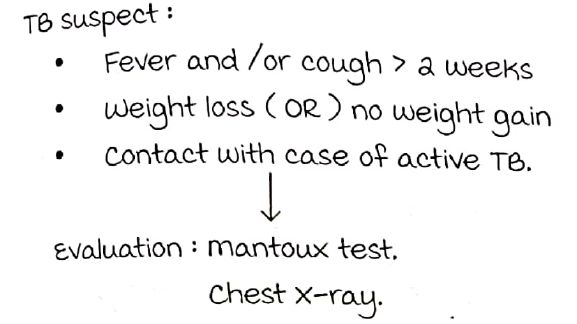 TB suspect :
• Fever and /or cough > 2 weeks
• weight loss ( OR ) no weight gain
• contact with case of active TB.
↓
Evaluation : mantoux test.
Chest x-ray.